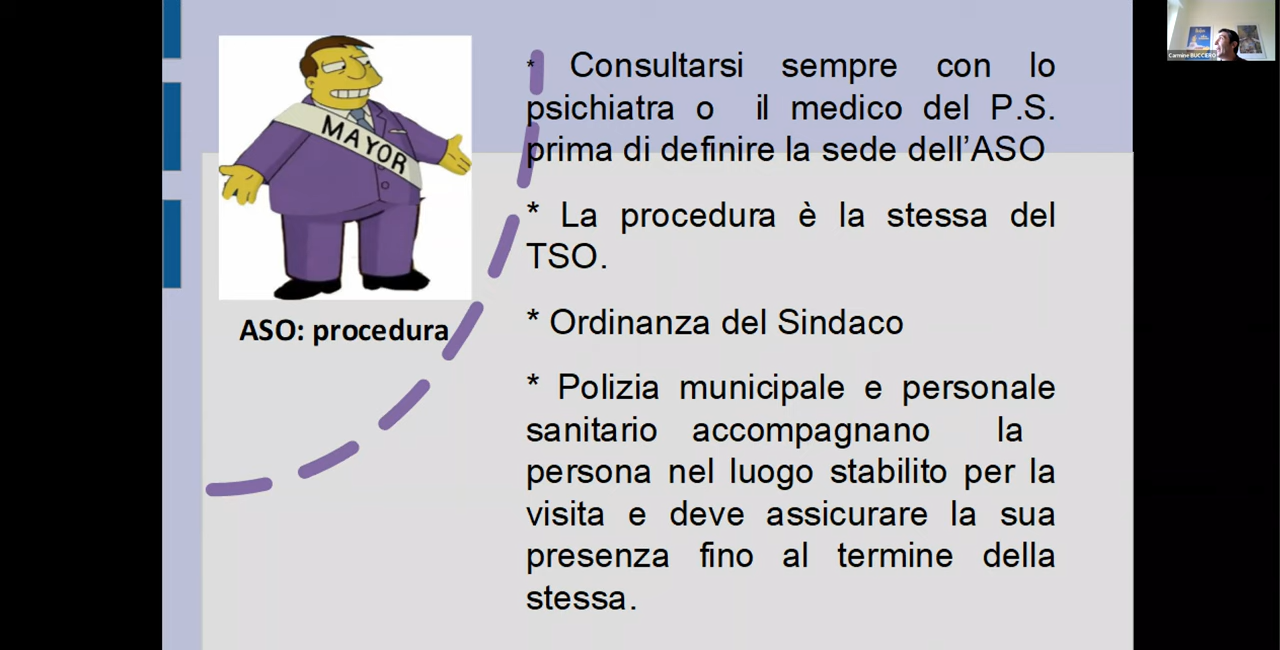 MAYOR
ASO: procedura
* Consultarsi sempre con lo
psichiatra o il medico del P.S.
prima di definire la sede dell’ASO
* La procedura è la stessa del
TSO.
* Ordinanza del Sindaco
* Polizia municipale e personale
sanitario accompagnano la
persona nel luogo stabilito per la
visita e deve assicurare la sua
presenza fino al termine della
stessa.
Carmine BUCCERO